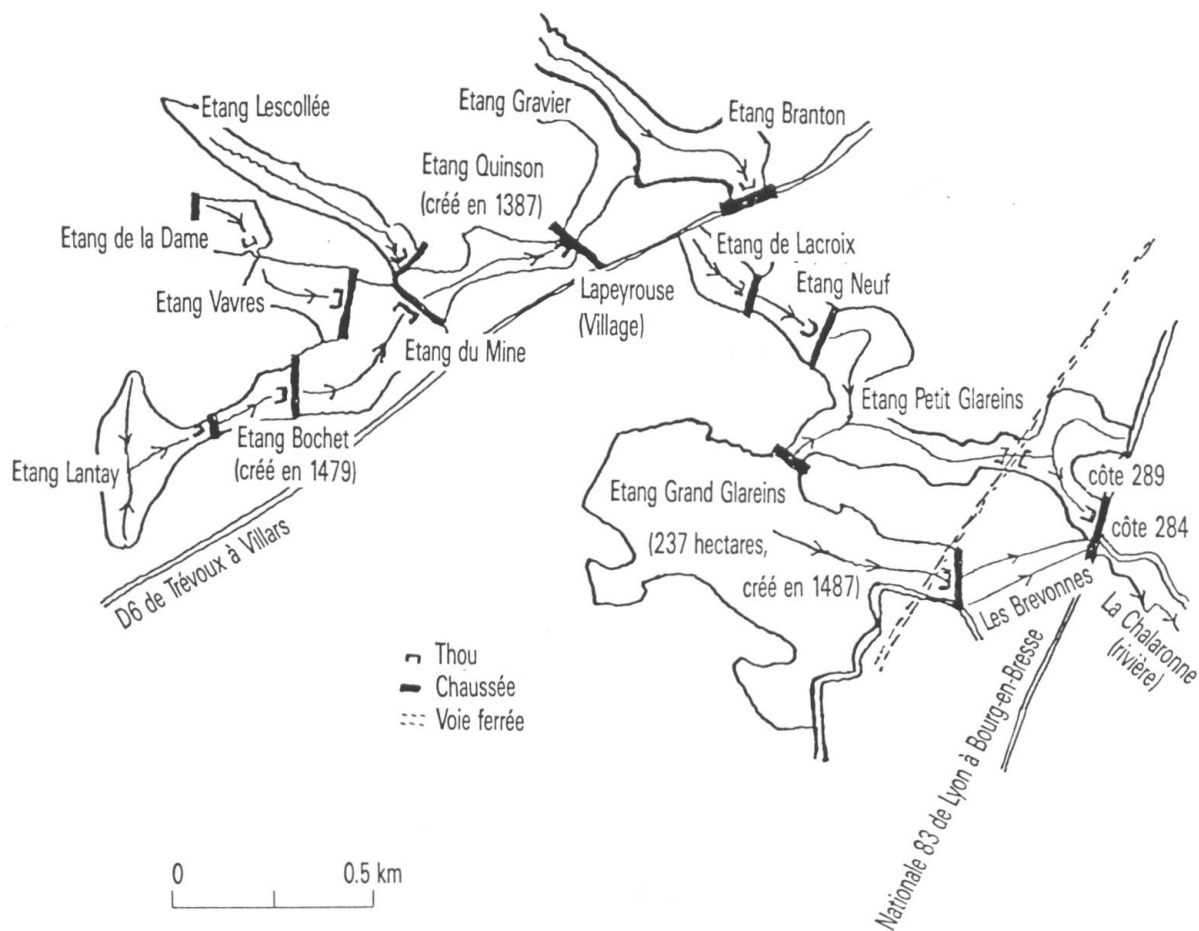 Etang Lescollée
Etang Gravier
Etang Branton
Etang Quinson
(créé en 1387)
Etang de la Dame
Etang de Lacroix
Etang Neuf
Etang Vavres
Lapeyrouse
(Village)
Etang du Mine
Etang Petit Glareins
Etang Bochet
(créé en 1479)
Etang Lantay
côte 289
Etang Grand Glareins
côte 284
(237 hectares,
créé en 1487)
Les Brevonnes
La Chalaronne
(rivière)
D6 de Trévoux à Villars
Thou
Chaussée
Voie ferrée
Nationale 83 de Lyon à Bourg-en-Bresse
0 0.5 km